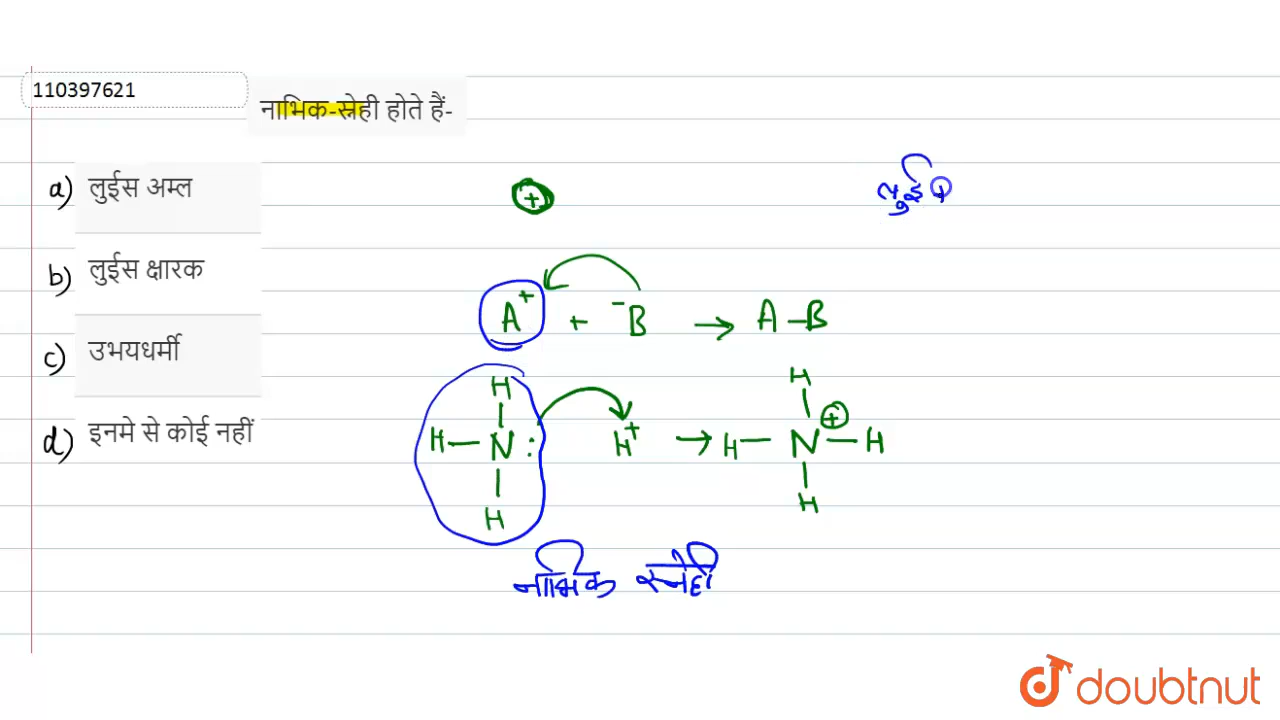 110397621
नाभिक-स्नेही होते हैं-
a) लुईस अम्ल
b) लुईस क्षारक
c) उभयधर्मी
d) इनमे से कोई नहीं
+
लुई
A+ + -B → A-B
H H
H-N: H+ → H-N+-H
H H
नाभिक स्नेही
doubtnut